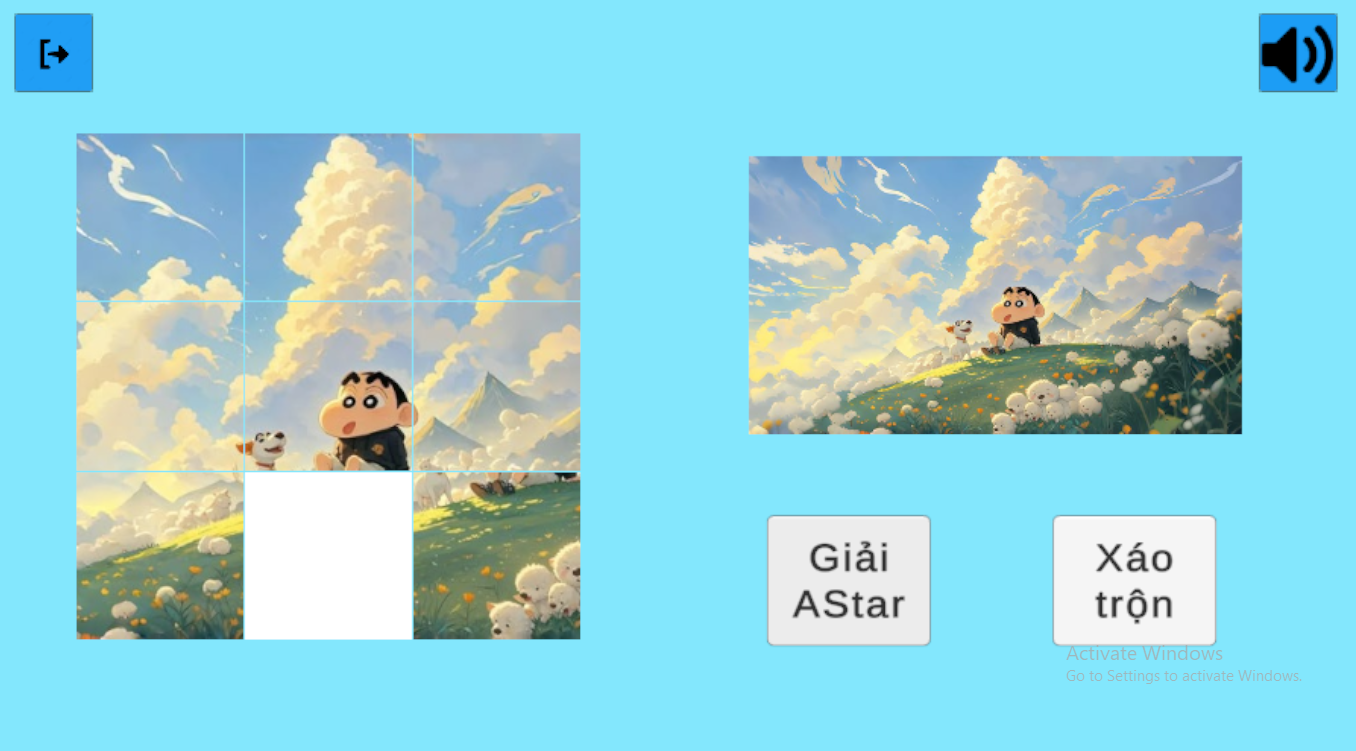 Giải
AStar
Xáo
trộn
Activate Windows
Go to Settings to activate Windows.